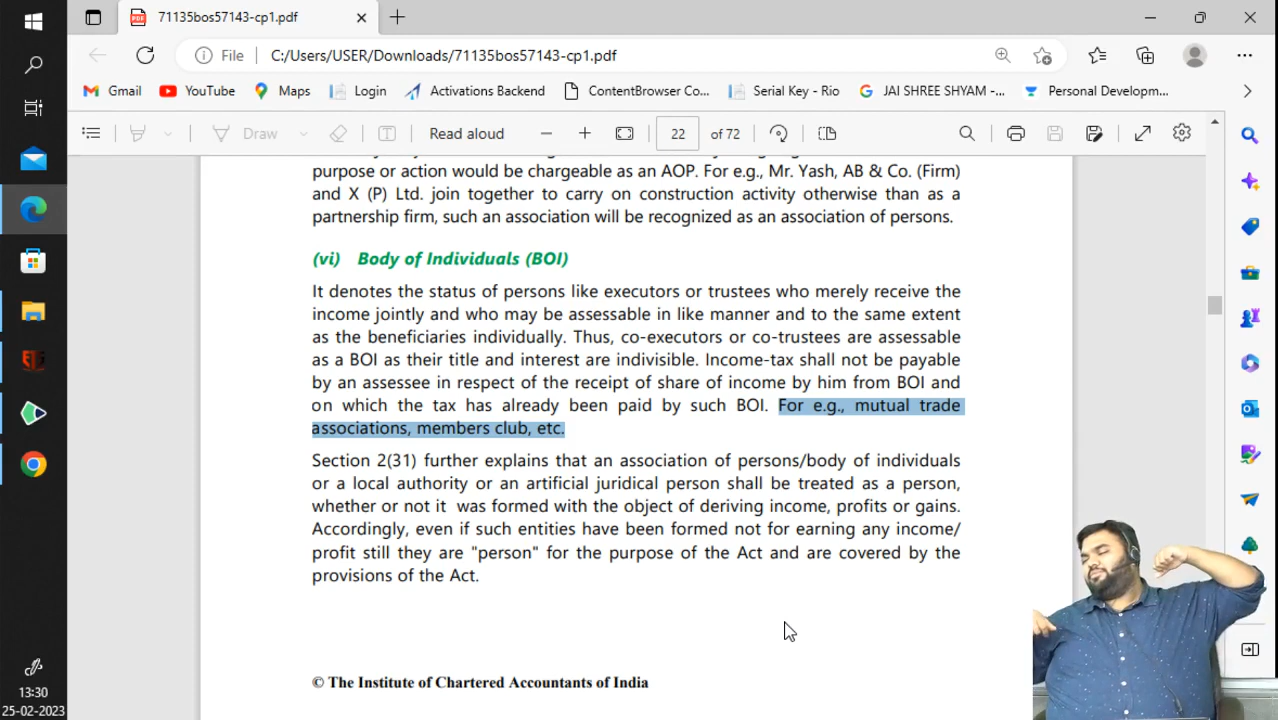 71135bos57143-cp1.pdf
File C:/Users/USER/Downloads/71135bos57143-cp1.pdf
Gmail YouTube Maps Login Activations Backend ContentBrowser Co... Serial Key - Rio JAI SHREE SHYAM -... Personal Developm...
Draw Read aloud 22 of 72
purpose or action would be chargeable as an AOP. For e.g., Mr. Yash, AB & Co. (Firm)
and X (P) Ltd. join together to carry on construction activity otherwise than as a
partnership firm, such an association will be recognized as an association of persons.
(vi) Body of Individuals (BOI)
It denotes the status of persons like executors or trustees who merely receive the
income jointly and who may be assessable in like manner and to the same extent
as the beneficiaries individually. Thus, co-executors or co-trustees are assessable
as a BOI as their title and interest are indivisible. Income-tax shall not be payable
by an assessee in respect of the receipt of share of income by him from BOI and
on which the tax has already been paid by such BOI. For e.g., mutual trade
associations, members club, etc.
Section 2(31) further explains that an association of persons/body of individuals
or a local authority or an artificial juridical person shall be treated as a person,
whether or not it was formed with the object of deriving income, profits or gains.
Accordingly, even if such entities have been formed not for earning any income/
profit still they are "person" for the purpose of the Act and are covered by the
provisions of the Act.
© The Institute of Chartered Accountants of India
13:30
25-02-2023